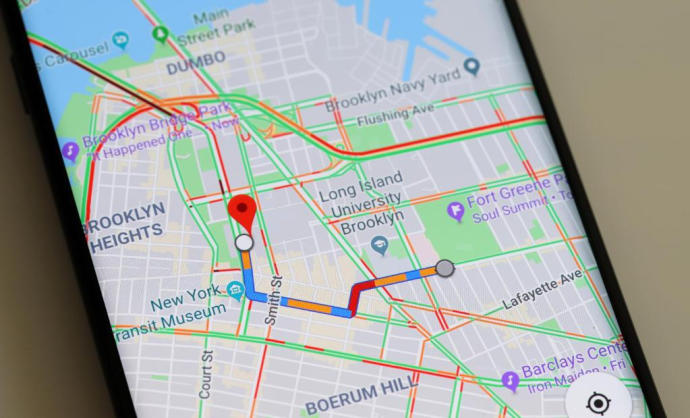 Main
Street Park
s Carousel
DUMBO
Brooklyn Navy Yard
Flushing Ave
Brooklyn Bridge Park
It Happened One... • Now
BROOKLYN
HEIGHTS
Long Island
University
Brooklyn
Fort Greene P
Soul Summit • To
New York
ransit Museum
Smith St
Lafayette Ave
Court St
BOERUM HILL
Barclays Cente
Iron Maiden • Fri